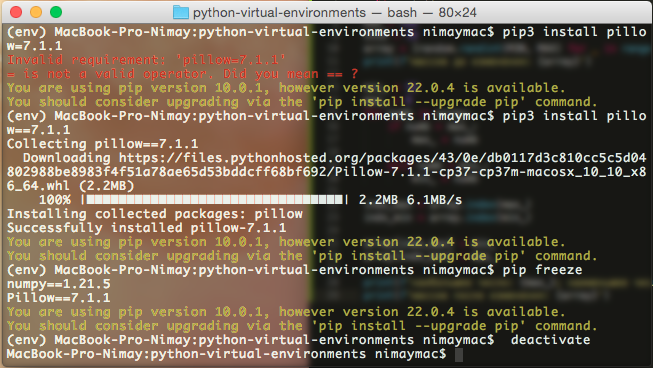 python-virtual-environments — bash — 80×24
(env) MacBook-Pro-Nimay:python-virtual-environments nimaymac$ pip3 install pillo
w=7.1.1
Invalid requirement: 'pillow=7.1.1'
= is not a valid operator. Did you mean == ?
You are using pip version 10.0.1, however version 22.0.4 is available.
You should consider upgrading via the 'pip install --upgrade pip' command.
(env) MacBook-Pro-Nimay:python-virtual-environments nimaymac$ pip3 install pillo
w==7.1.1
Collecting pillow==7.1.1
  Downloading https://files.pythonhosted.org/packages/43/0e/db0117d3c810cc5c5d04
802988be8983f4f51a78ae65d53bddcff68bf692/Pillow-7.1.1-cp37-cp37m-macosx_10_10_x8
6_64.whl (2.2MB)
    100% |████████████████████████████████| 2.2MB 6.1MB/s
Installing collected packages: pillow
Successfully installed pillow-7.1.1
You are using pip version 10.0.1, however version 22.0.4 is available.
You should consider upgrading via the 'pip install --upgrade pip' command.
(env) MacBook-Pro-Nimay:python-virtual-environments nimaymac$ pip freeze
numpy==1.21.5
Pillow==7.1.1
You are using pip version 10.0.1, however version 22.0.4 is available.
You should consider upgrading via the 'pip install --upgrade pip' command.
(env) MacBook-Pro-Nimay:python-virtual-environments nimaymac$  deactivate
MacBook-Pro-Nimay:python-virtual-environments nimaymac$